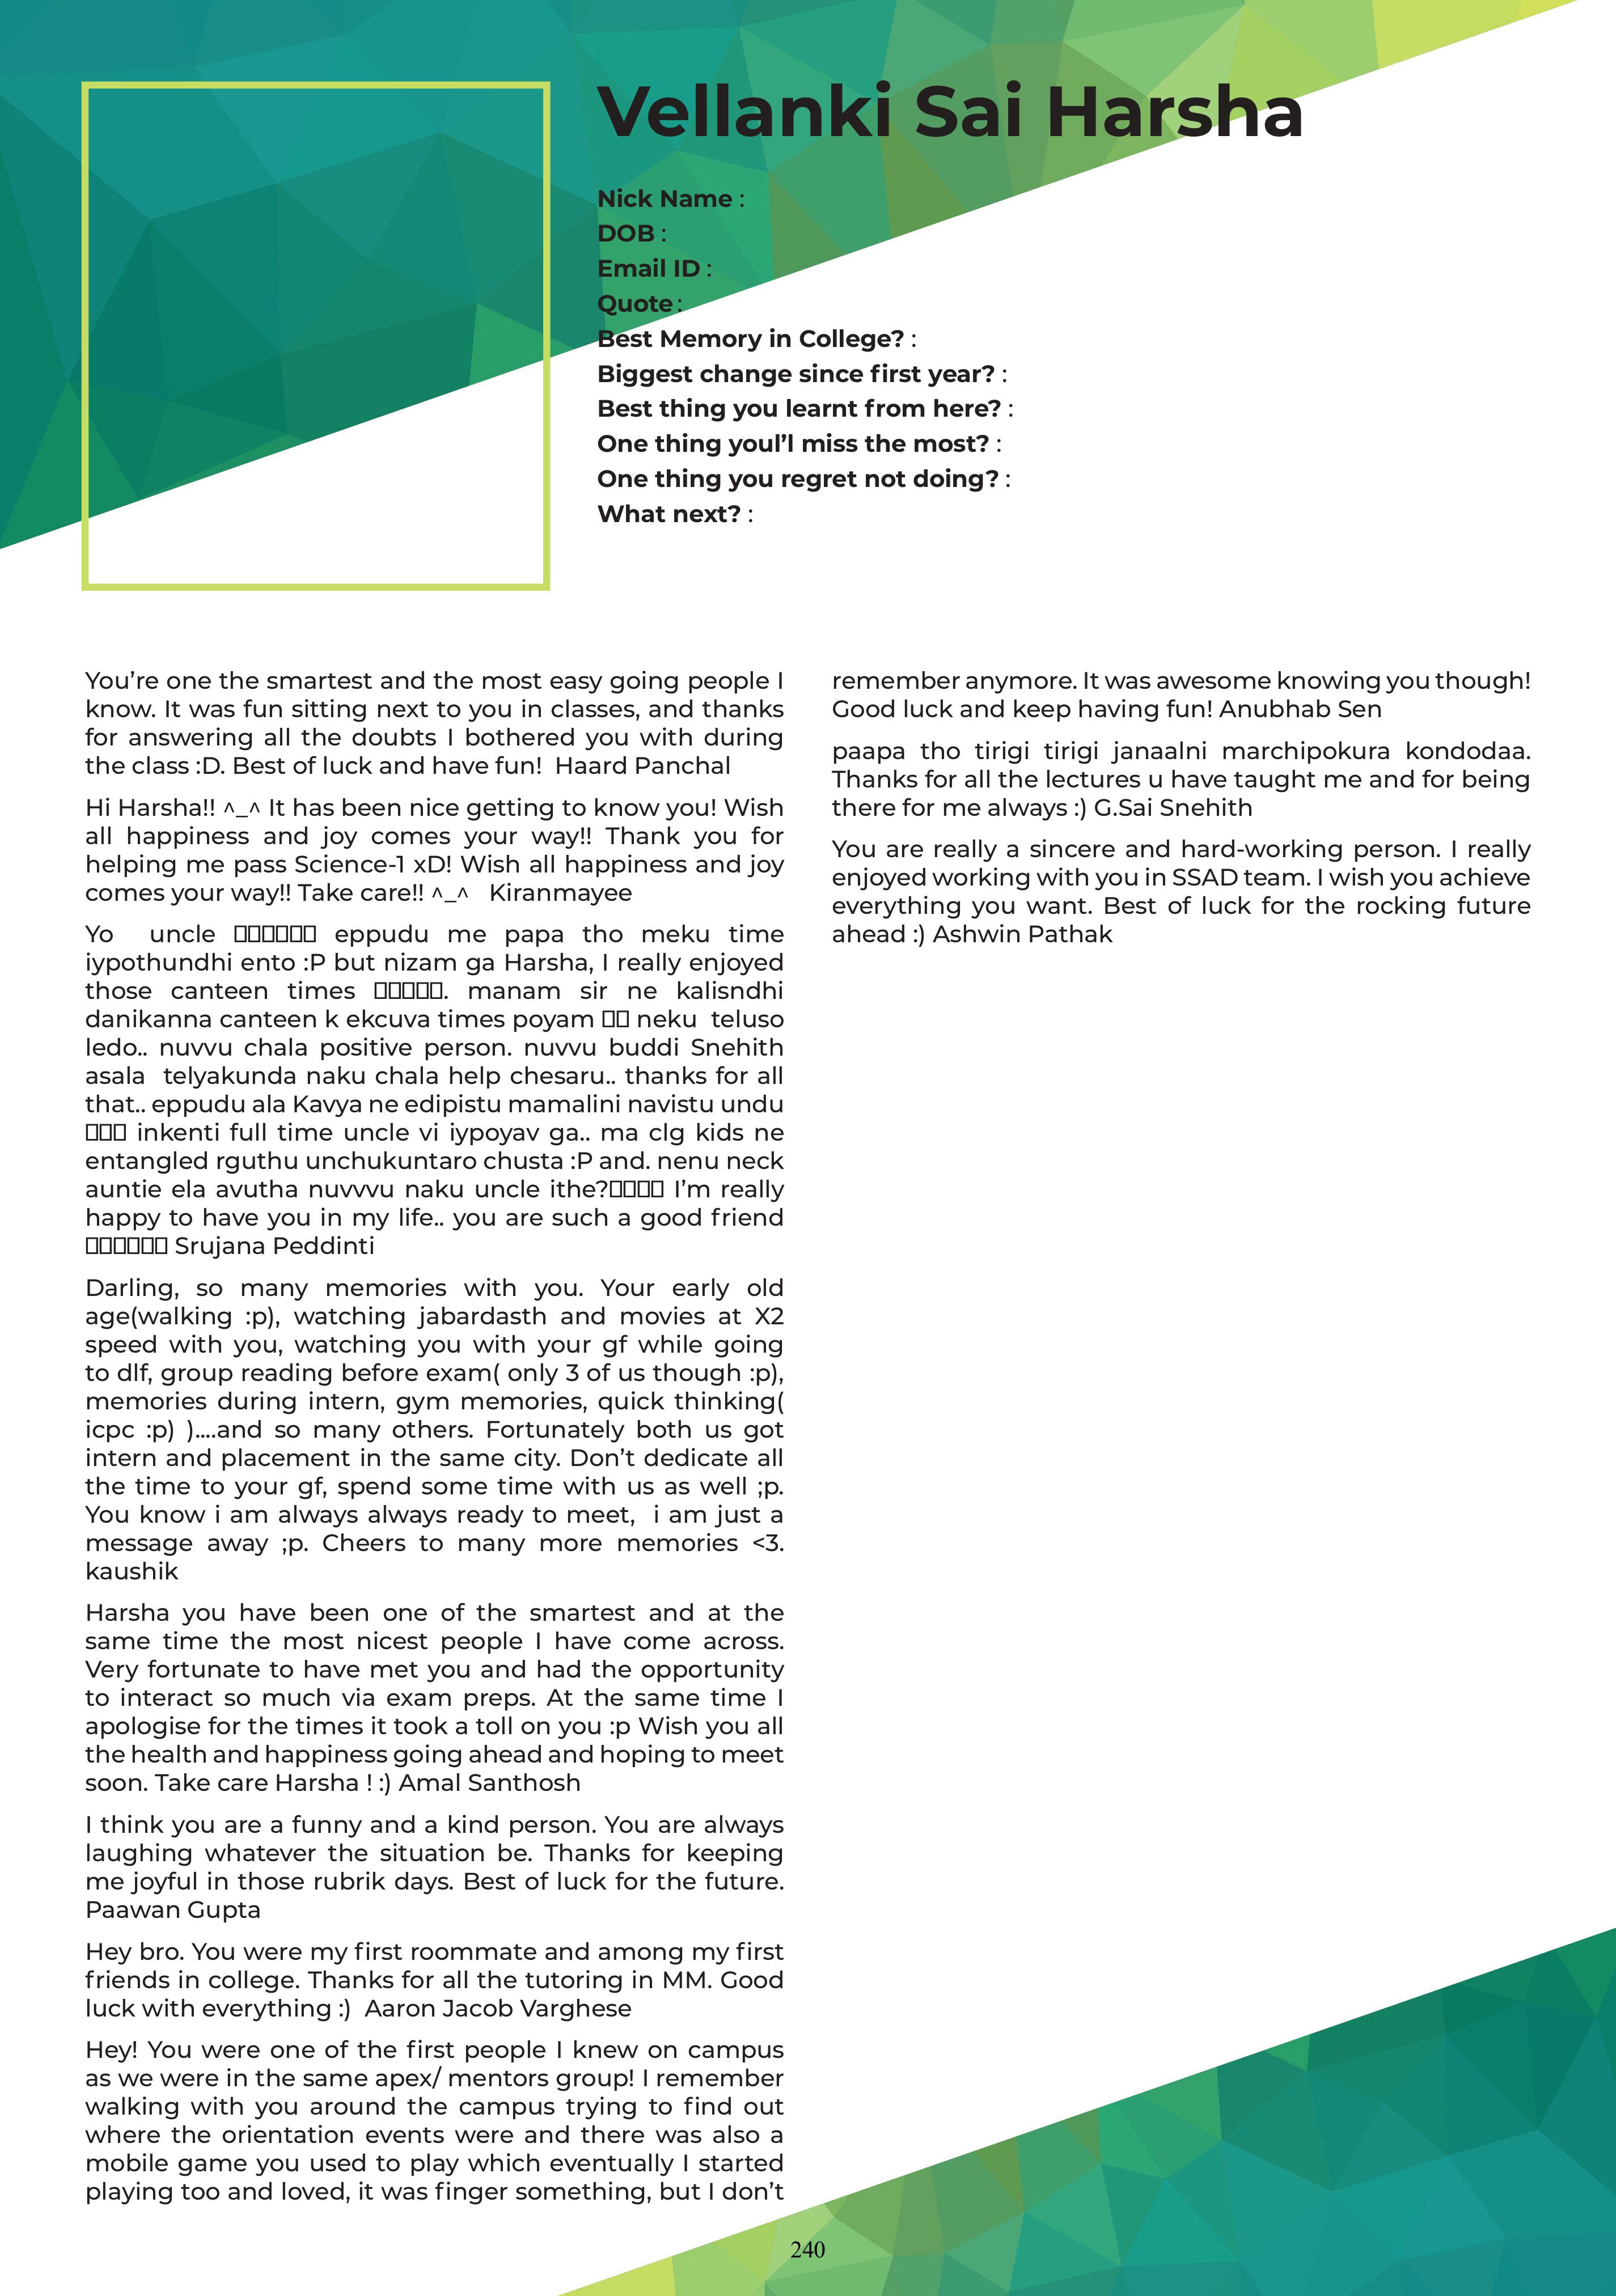 Vellanki Sai Harsha
Nick Name :
DOB :
Email ID :
Quote :
Best Memory in College? :
Biggest change since first year? :
Best thing you learnt from here? :
One thing youl’l miss the most? :
One thing you regret not doing? :
What next? :
You’re one the smartest and the most easy going people I
know. It was fun sitting next to you in classes, and thanks
for answering all the doubts I bothered you with during
the class :D. Best of luck and have fun!  Haard Panchal
Hi Harsha!! ^_^ It has been nice getting to know you! Wish
all happiness and joy comes your way!! Thank you for
helping me pass Science-1 xD! Wish all happiness and joy
comes your way!! Take care!! ^_^   Kiranmayee
Yo  uncle □□□□□□ eppudu me papa tho meku time
iypothundhi ento :P but nizam ga Harsha, I really enjoyed
those canteen times □□□□□. manam sir ne kalisndhi
danikanna canteen k ekcuva times poyam □□ neku  teluso
ledo.. nuvvu chala positive person. nuvvu buddi Snehith
asala  telyakunda naku chala help chesaru.. thanks for all
that.. eppudu ala Kavya ne edipistu mamalini navistu undu
□□□ inkenti full time uncle vi iypoyav ga.. ma clg kids ne
entangled rguthu unchukuntaro chusta :P and. nenu neck
auntie ela avutha nuvvvu naku uncle ithe?□□□□ I’m really
happy to have you in my life.. you are such a good friend
□□□□□□ Srujana Peddinti
Darling, so many memories with you. Your early old
age(walking :p), watching jabardasth and movies at X2
speed with you, watching you with your gf while going
to dlf, group reading before exam( only 3 of us though :p),
memories during intern, gym memories, quick thinking(
icpc :p) )....and so many others. Fortunately both us got
intern and placement in the same city. Don’t dedicate all
the time to your gf, spend some time with us as well ;p.
You know i am always always ready to meet,  i am just a
message away ;p. Cheers to many more memories <3.
kaushik
Harsha you have been one of the smartest and at the
same time the most nicest people I have come across.
Very fortunate to have met you and had the opportunity
to interact so much via exam preps. At the same time I
apologise for the times it took a toll on you :p Wish you all
the health and happiness going ahead and hoping to meet
soon. Take care Harsha ! :) Amal Santhosh
I think you are a funny and a kind person. You are always
laughing whatever the situation be. Thanks for keeping
me joyful in those rubrik days. Best of luck for the future.
Paawan Gupta
Hey bro. You were my first roommate and among my first
friends in college. Thanks for all the tutoring in MM. Good
luck with everything :)  Aaron Jacob Varghese
Hey! You were one of the first people I knew on campus
as we were in the same apex/ mentors group! I remember
walking with you around the campus trying to find out
where the orientation events were and there was also a
mobile game you used to play which eventually I started
playing too and loved, it was finger something, but I don’t
remember anymore. It was awesome knowing you though!
Good luck and keep having fun! Anubhab Sen
paapa tho tirigi tirigi janaalni marchipokura kondodaa.
Thanks for all the lectures u have taught me and for being
there for me always :) G.Sai Snehith
You are really a sincere and hard-working person. I really
enjoyed working with you in SSAD team. I wish you achieve
everything you want. Best of luck for the rocking future
ahead :) Ashwin Pathak
240